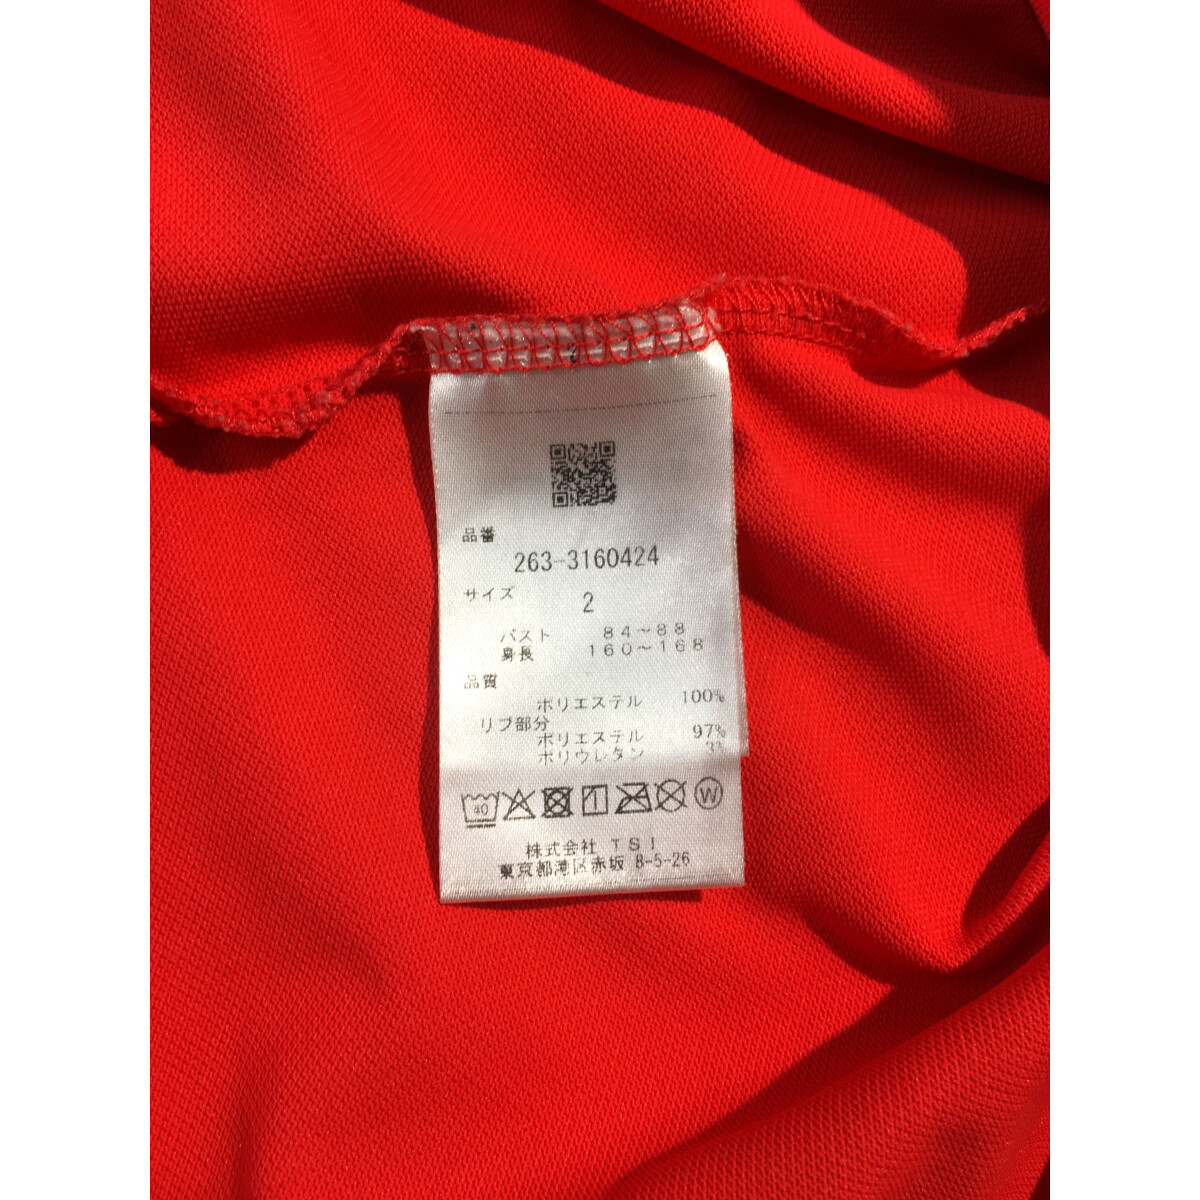 品番
263-3160424
サイズ 2
バスト 84～88
身長 160～168
品質
ポリエステル 100%
リブ部分
ポリエステル 97%
ポリウレタン 3%
40 W
株式会社 TSI
東京都港区赤坂 8-5-26